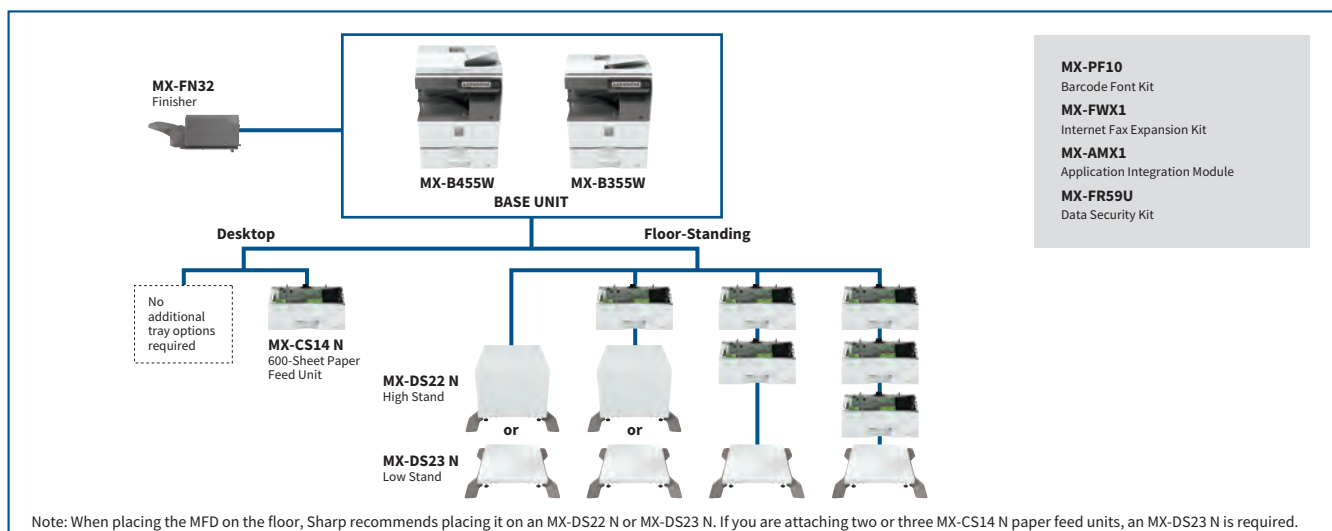 MX-FN32
Finisher
MX-B455W
MX-B355W
BASE UNIT
MX-PF10
Barcode Font Kit
MX-FWX1
Internet Fax Expansion Kit
MX-AMX1
Application Integration Module
MX-FR59U
Data Security Kit
Desktop
Floor-Standing
No
additional
tray options
required
MX-CS14 N
600-Sheet Paper
Feed Unit
MX-DS22 N
High Stand
or
or
MX-DS23 N
Low Stand
Note: When placing the MFD on the floor, Sharp recommends placing it on an MX-DS22 N or MX-DS23 N. If you are attaching two or three MX-CS14 N paper feed units, an MX-DS23 N is required.